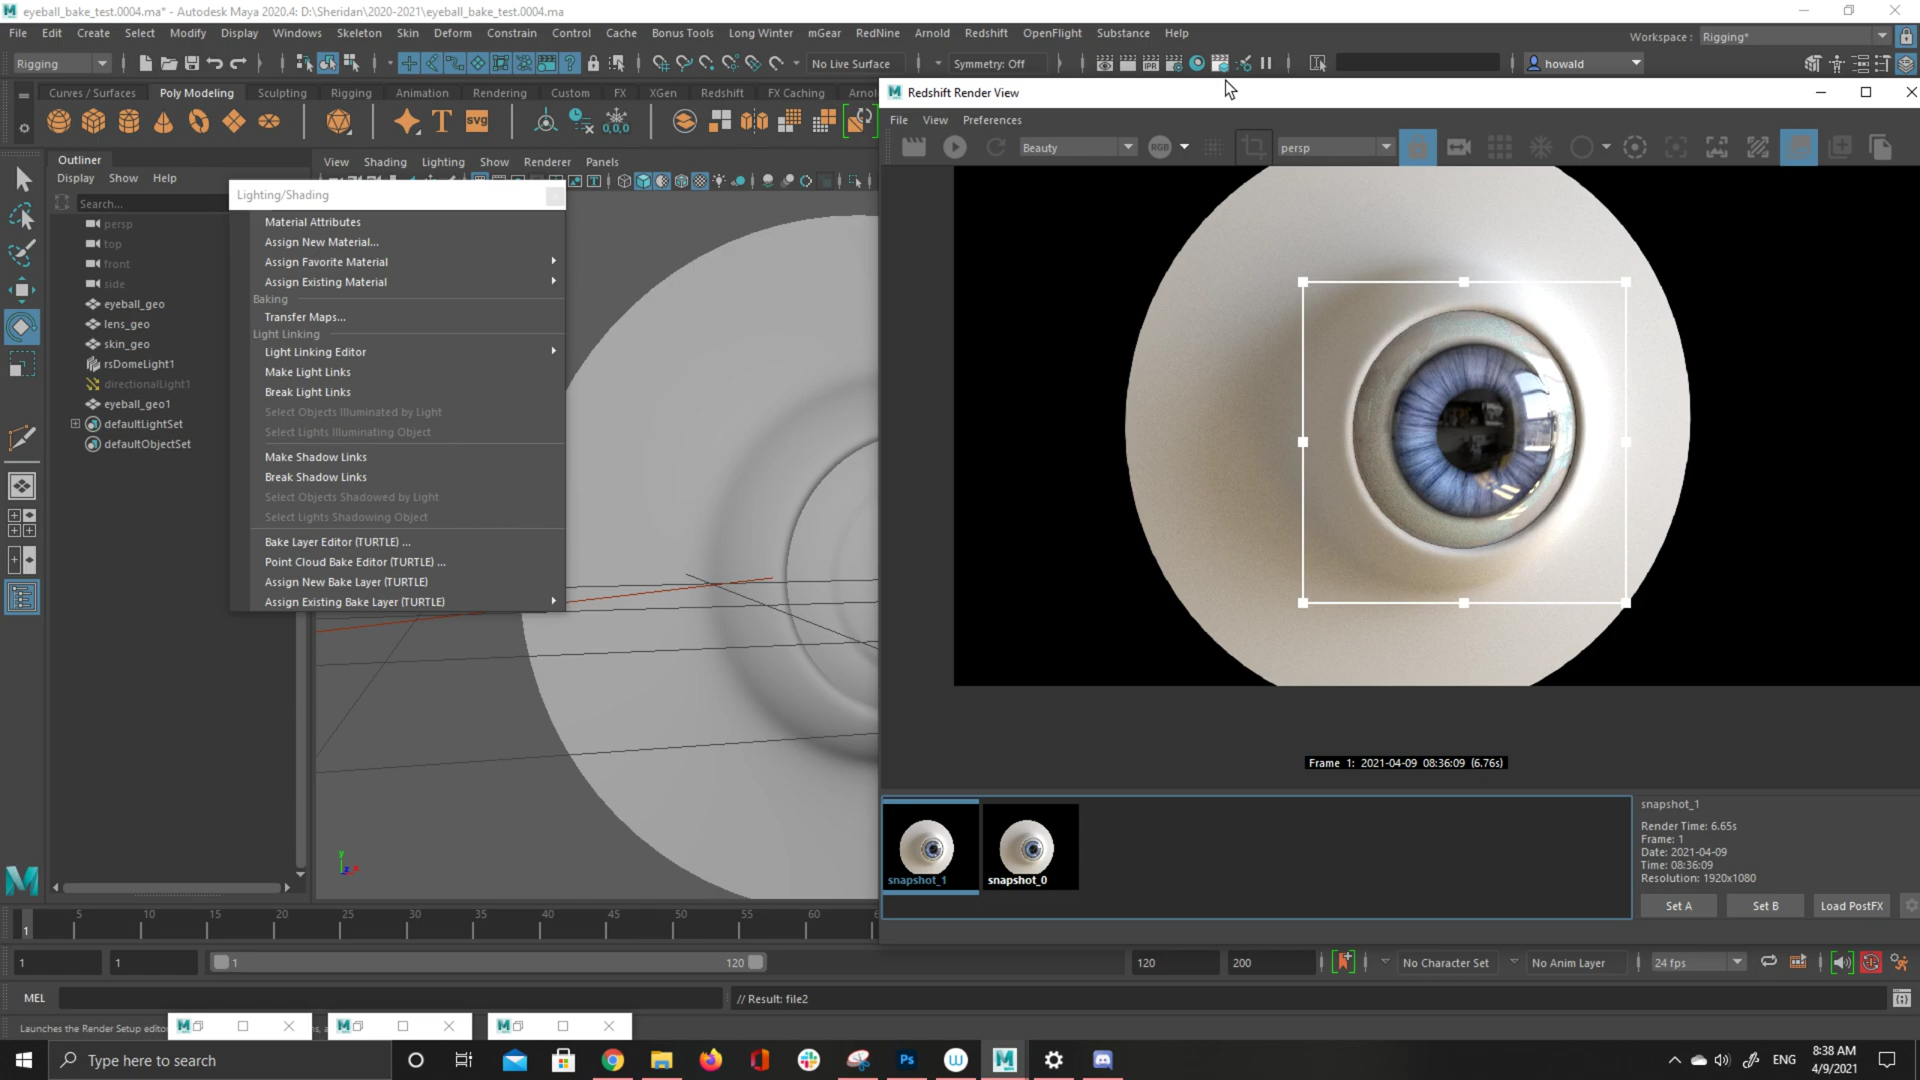 eyeball_bake_test.0004.ma* - Autodesk Maya 2020.4: D:\Sheridan\2020-2021\eyeball_bake_test.0004.ma
File Edit Create Select Modify Display Windows Skeleton Skin Deform Constrain Control Cache Bonus Tools Long Winter mGear RedNine Arnold Redshift OpenFlight Substance Help
Workspace : Rigging*
Rigging No Live Surface Symmetry: Off howald
Curves / Surfaces Poly Modeling Sculpting Rigging Animation Rendering Custom FX XGen Redshift FX Caching
Redshift Render View
File View Preferences
Beauty RGB persp
Outliner
Display Show Help
Search...
persp
top
front
side
eyeball_geo
lens_geo
skin_geo
rsDomeLight1
directionalLight1
eyeball_geo1
defaultLightSet
defaultObjectSet
View Shading Lighting Show Renderer Panels
Lighting/Shading
Material Attributes
Assign New Material...
Assign Favorite Material
Assign Existing Material
Baking
Transfer Maps...
Light Linking
Light Linking Editor
Make Light Links
Break Light Links
Select Objects Illuminated by Light
Select Lights Illuminating Object
Make Shadow Links
Break Shadow Links
Select Objects Shadowed by Light
Select Lights Shadowing Object
Bake Layer Editor (TURTLE) ...
Point Cloud Bake Editor (TURTLE) ...
Assign New Bake Layer (TURTLE)
Assign Existing Bake Layer (TURTLE)
Frame 1: 2021-04-09 08:36:09 (6.76s)
snapshot_1
snapshot_0
snapshot_1
Render Time: 6.65s
Frame: 1
Date: 2021-04-09
Time: 08:36:09
Resolution: 1920x1080
Set A Set B Load PostFX
5 10 15 20 25 30 35 40 45 50 55 60
1
1 1 1 120 120 200 No Character Set No Anim Layer 24 fps
MEL // Result: file2
Launches the Render Setup
Type here to search
ENG
8:38 AM
4/9/2021